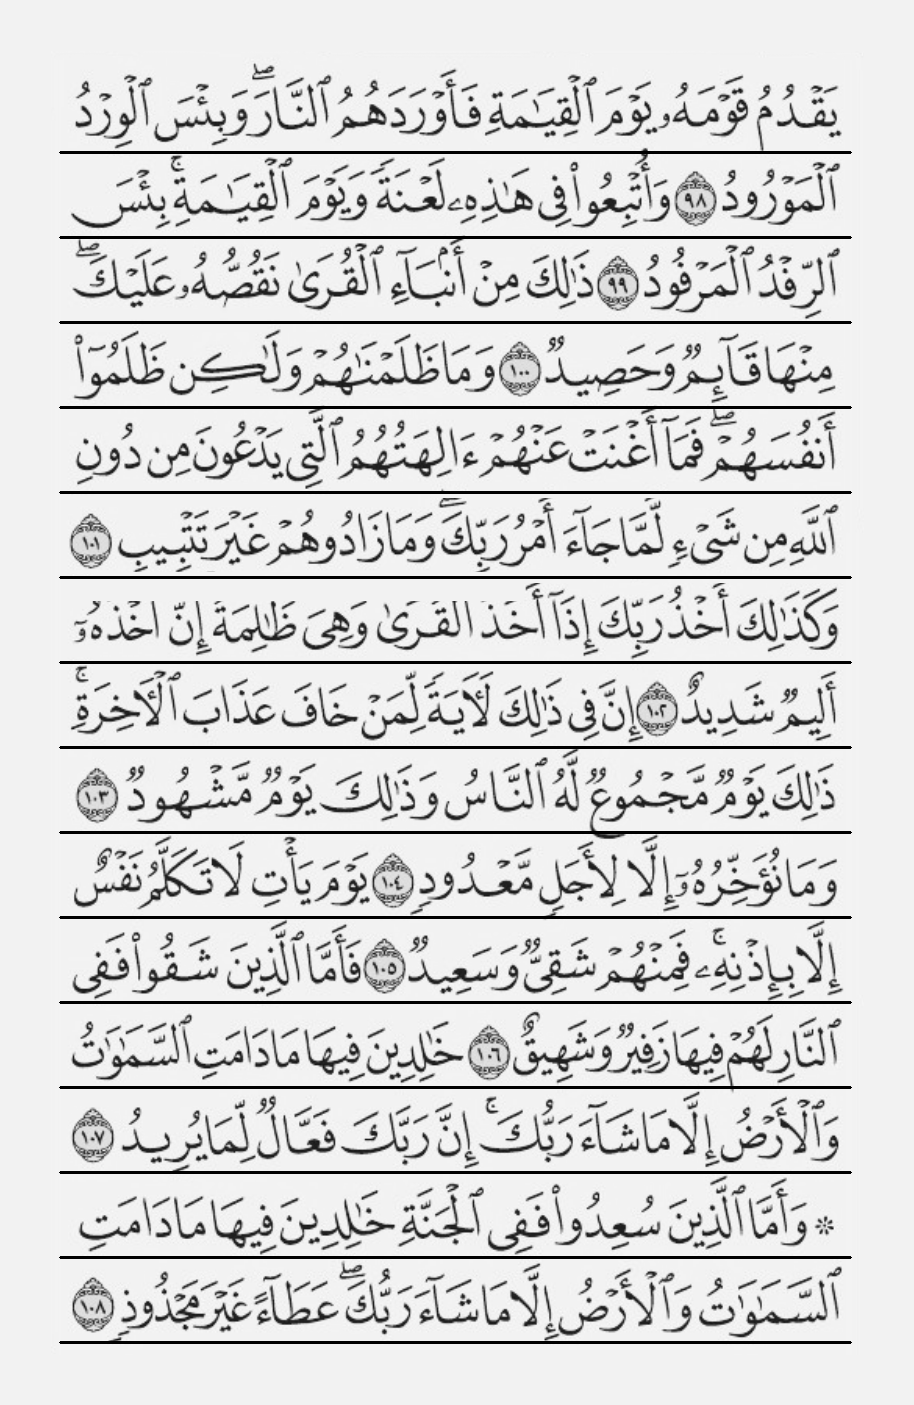 يَقْدُمُ قَوْمَهُۥ يَوْمَ ٱلْقِيَٰمَةِ فَأَوْرَدَهُمُ ٱلنَّارَ ۖ وَبِئْسَ ٱلْوِرْدُ
ٱلْمَوْرُودُ ٩٨ وَأُتْبِعُوا۟ فِى هَٰذِهِۦ لَعْنَةً وَيَوْمَ ٱلْقِيَٰمَةِ ۚ بِئْسَ
ٱلرِّفْدُ ٱلْمَرْفُودُ ٩٩ ذَٰلِكَ مِنْ أَنۢبَآءِ ٱلْقُرَىٰ نَقُصُّهُۥ عَلَيْكَ ۖ
مِنْهَا قَآئِمٌ وَحَصِيدٌ ١٠٠ وَمَا ظَلَمْنَٰهُمْ وَلَٰكِن ظَلَمُوٓا۟
أَنفُسَهُمْ ۖ فَمَآ أَغْنَتْ عَنْهُمْ ءَالِهَتُهُمُ ٱلَّتِى يَدْعُونَ مِن دُونِ
ٱللَّهِ مِن شَىْءٍ لَّمَّا جَآءَ أَمْرُ رَبِّكَ ۖ وَمَا زَادُوهُمْ غَيْرَ تَتْبِيبٍ ١٠١
وَكَذَٰلِكَ أَخْذُ رَبِّكَ إِذَآ أَخَذَ ٱلْقُرَىٰ وَهِىَ ظَٰلِمَةٌ إِنَّ أَخْذَهُۥٓ
أَلِيمٌ شَدِيدٌ ١٠٢ إِنَّ فِى ذَٰلِكَ لَءَايَةً لِّمَنْ خَافَ عَذَابَ ٱلْءَاخِرَةِ ۚ
ذَٰلِكَ يَوْمٌ مَّجْمُوعٌ لَّهُ ٱلنَّاسُ وَذَٰلِكَ يَوْمٌ مَّشْهُودٌ ١٠٣
وَمَا نُؤَخِّرُهُۥٓ إِلَّا لِأَجَلٍ مَّعْدُودٍ ١٠٤ يَوْمَ يَأْتِ لَا تَكَلَّمُ نَفْسٌ
إِلَّا بِإِذْنِهِۦ ۚ فَمِنْهُمْ شَقِىٌّ وَسَعِيدٌ ١٠٥ فَأَمَّا ٱلَّذِينَ شَقُوا۟ فَفِى
ٱلنَّارِ لَهُمْ فِيهَا زَفِيرٌ وَشَهِيقٌ ١٠٦ خَٰلِدِينَ فِيهَا مَا دَامَتِ ٱلسَّمَٰوَٰتُ
وَٱلْأَرْضُ إِلَّا مَا شَآءَ رَبُّكَ ۚ إِنَّ رَبَّكَ فَعَّالٌ لِّمَا يُرِيدُ ١٠٧
۞ وَأَمَّا ٱلَّذِينَ سُعِدُوا۟ فَفِى ٱلْجَنَّةِ خَٰلِدِينَ فِيهَا مَا دَامَتِ
ٱلسَّمَٰوَٰتُ وَٱلْأَرْضُ إِلَّا مَا شَآءَ رَبُّكَ ۖ عَطَآءً غَيْرَ مَجْذُوذٍ ١٠٨